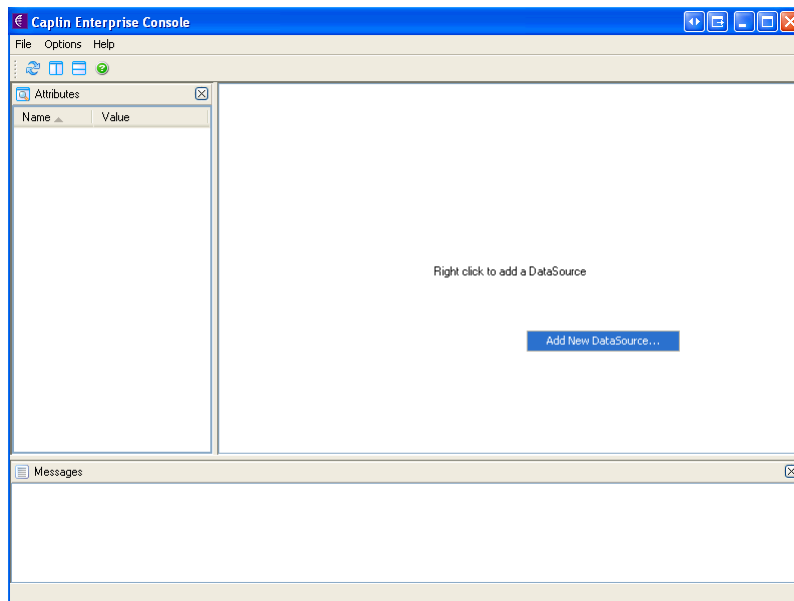 Caplin Enterprise Console
File Options Help
Attributes
Name Value
Right click to add a DataSource
Add New DataSource...
Messages